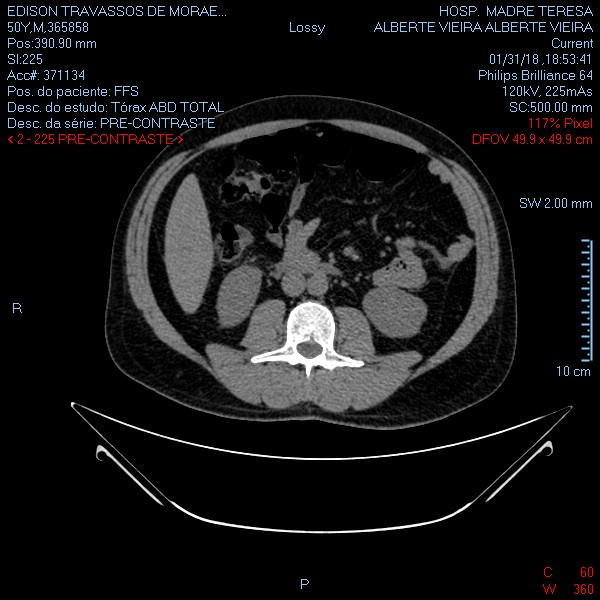 EDISON TRAVASSOS DE MORAE...
50Y,M,365858
Pos:390.90 mm
SI:225
Acc#: 371134
Pos. do paciente: FFS
Desc. do estudo: Tórax ABD TOTAL
Desc. da série: PRE-CONTRASTE
< 2 - 225 PRE-CONTRASTE >
Lossy
HOSP. MADRE TERESA
ALBERTE VIEIRA ALBERTE VIEIRA
Current
01/31/18 ,18:53:41
Philips Brilliance 64
120kV, 225mAs
SC:500.00 mm
117% Pixel
DFOV 49.9 x 49.9 cm
SW 2.00 mm
R
10 cm
P
C 60
W 360